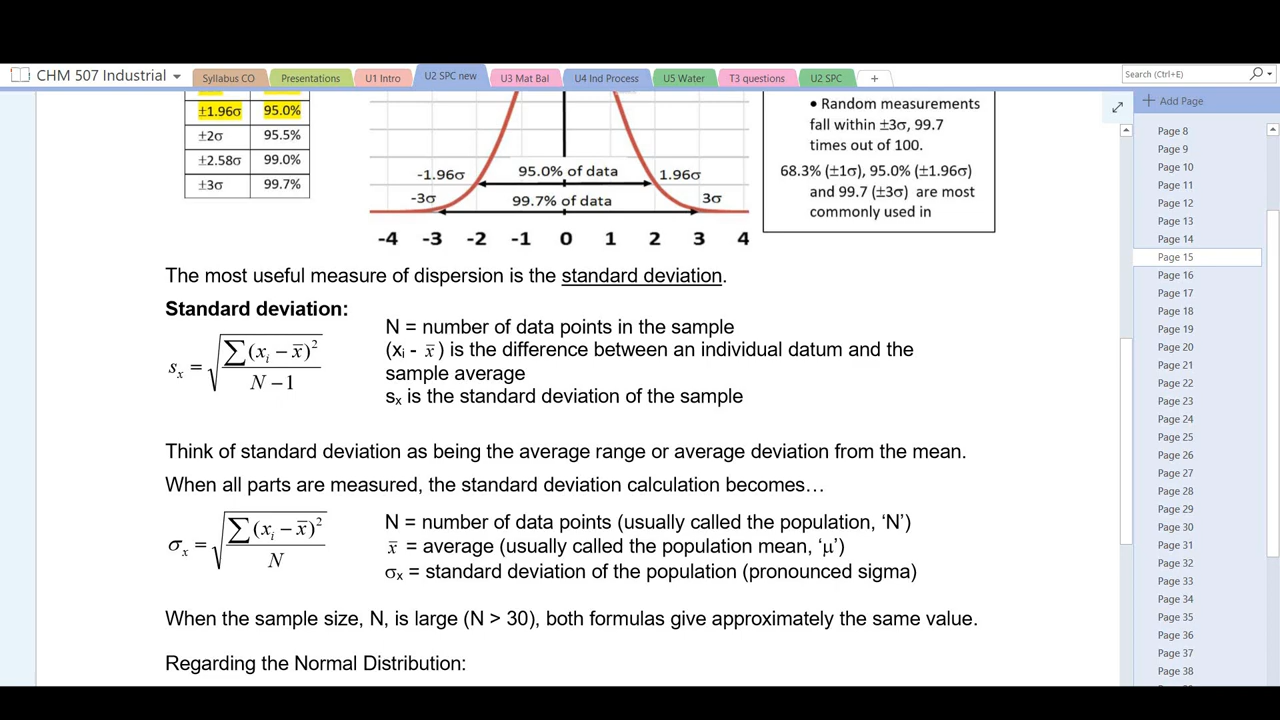 CHM 507 Industrial
Syllabus CO
Presentations
U1 Intro
U2 SPC new
U3 Mat Bal
U4 Ind Process
U5 Water
T3 questions
U2 SPC
+
Search (Ctrl+E)
±1.96σ 95.0%
±2σ 95.5%
±2.58σ 99.0%
±3σ 99.7%
-1.96σ 95.0% of data 1.96σ
-3σ 99.7% of data 3σ
-4 -3 -2 -1 0 1 2 3 4
• Random measurements
fall within ±3σ, 99.7
times out of 100.
68.3% (±1σ), 95.0% (±1.96σ)
and 99.7 (±3σ) are most
commonly used in
The most useful measure of dispersion is the standard deviation.
Standard deviation:
s_x = √(∑(x_i − x̅)² / (N − 1))
N = number of data points in the sample
(x_i - x̅ ) is the difference between an individual datum and the
sample average
s_x is the standard deviation of the sample
Think of standard deviation as being the average range or average deviation from the mean.
When all parts are measured, the standard deviation calculation becomes…
σ_x = √(∑(x_i − x̅)² / N)
N = number of data points (usually called the population, ‘N’)
x̅ = average (usually called the population mean, ‘μ’)
σ_x = standard deviation of the population (pronounced sigma)
When the sample size, N, is large (N > 30), both formulas give approximately the same value.
Regarding the Normal Distribution:
Add Page
Page 8
Page 9
Page 10
Page 11
Page 12
Page 13
Page 14
Page 15
Page 16
Page 17
Page 18
Page 19
Page 20
Page 21
Page 22
Page 23
Page 24
Page 25
Page 26
Page 27
Page 28
Page 29
Page 30
Page 31
Page 32
Page 33
Page 34
Page 35
Page 36
Page 37
Page 38